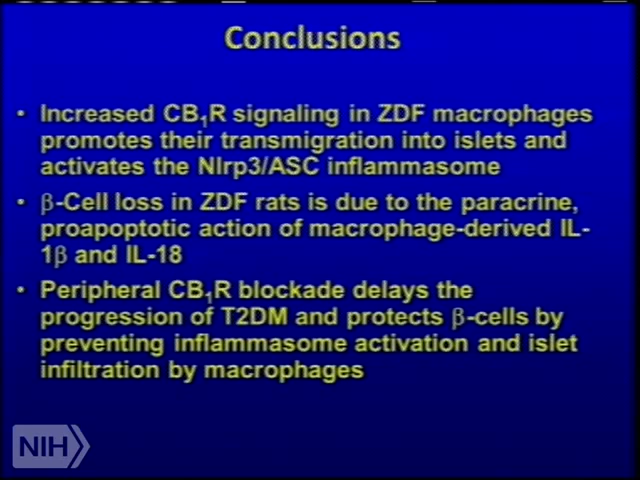 Conclusions
• Increased CB₁R signaling in ZDF macrophages
promotes their transmigration into islets and
activates the Nlrp3/ASC inflammasome
• β-Cell loss in ZDF rats is due to the paracrine,
proapoptotic action of macrophage-derived IL-
1β and IL-18
• Peripheral CB₁R blockade delays the
progression of T2DM and protects β-cells by
preventing inflammasome activation and islet
infiltration by macrophages
NIH